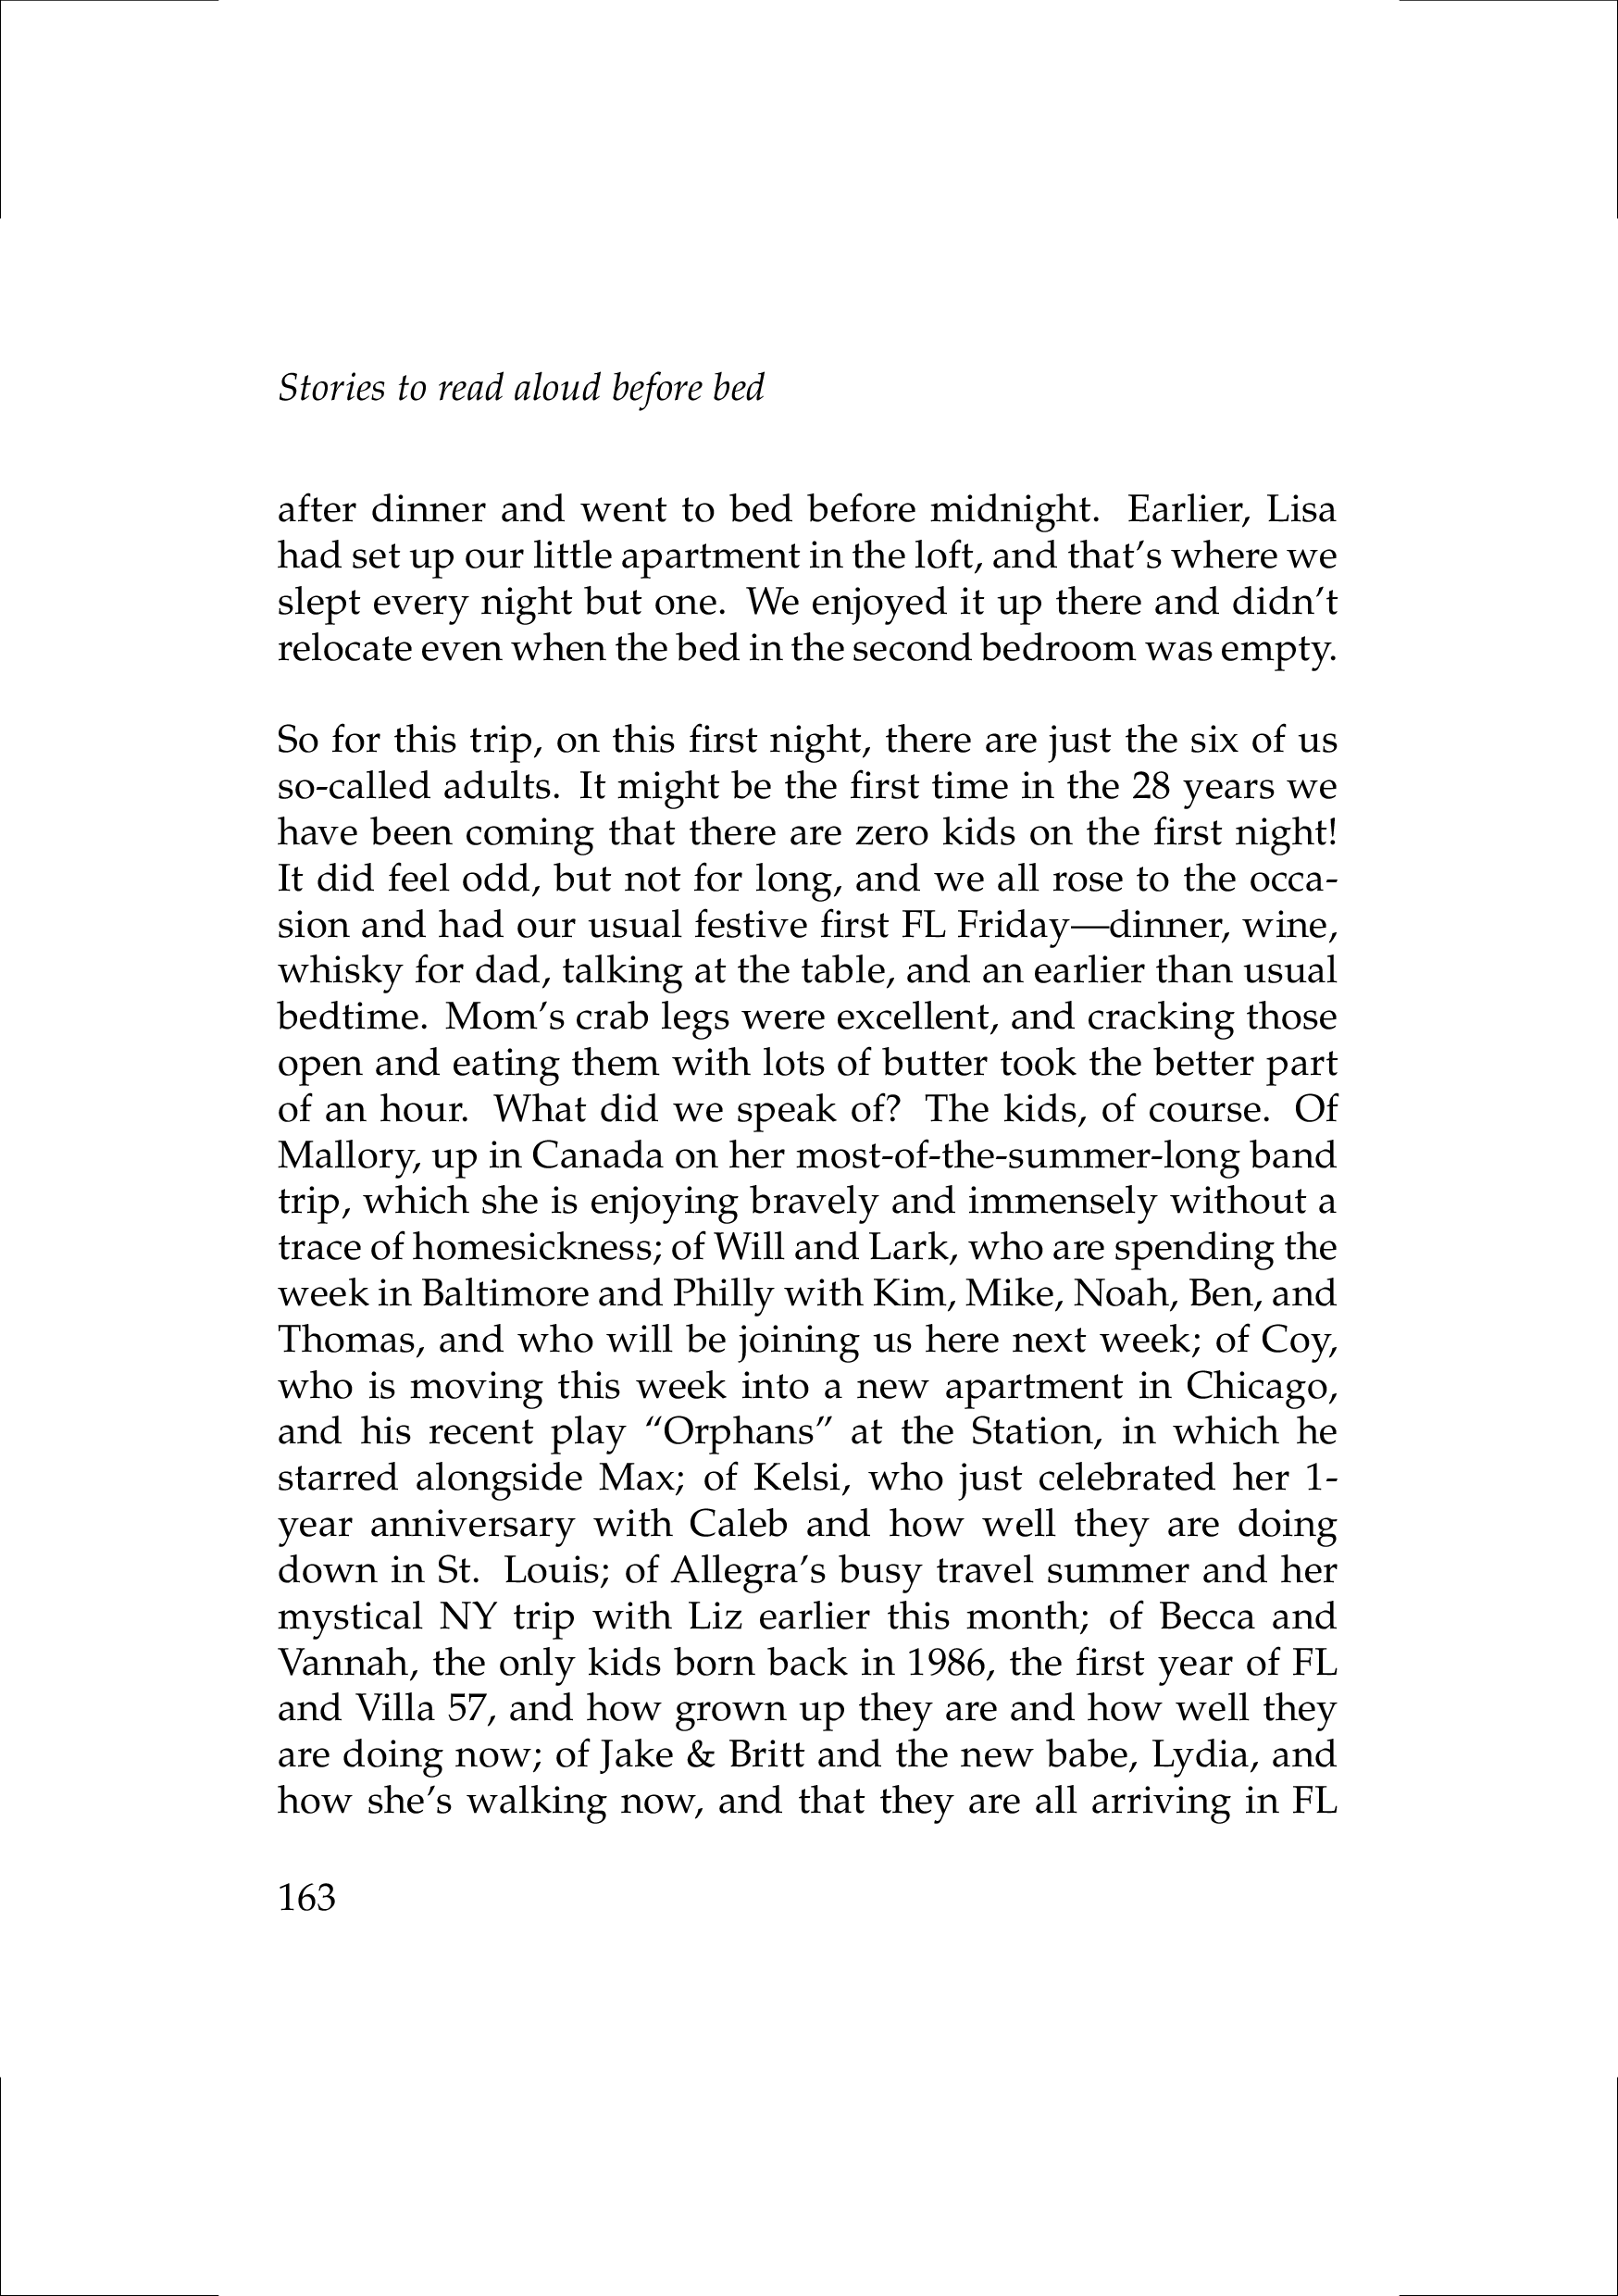 Stories to read aloud before bed
after dinner and went to bed before midnight. Earlier, Lisa
had set up our little apartment in the loft, and that’s where we
slept every night but one. We enjoyed it up there and didn’t
relocate even when the bed in the second bedroom was empty.
So for this trip, on this first night, there are just the six of us
so-called adults. It might be the first time in the 28 years we
have been coming that there are zero kids on the first night!
It did feel odd, but not for long, and we all rose to the occa-
sion and had our usual festive first FL Friday—dinner, wine,
whisky for dad, talking at the table, and an earlier than usual
bedtime. Mom’s crab legs were excellent, and cracking those
open and eating them with lots of butter took the better part
of an hour. What did we speak of? The kids, of course. Of
Mallory, up in Canada on her most-of-the-summer-long band
trip, which she is enjoying bravely and immensely without a
trace of homesickness; of Will and Lark, who are spending the
week in Baltimore and Philly with Kim, Mike, Noah, Ben, and
Thomas, and who will be joining us here next week; of Coy,
who is moving this week into a new apartment in Chicago,
and his recent play “Orphans” at the Station, in which he
starred alongside Max; of Kelsi, who just celebrated her 1-
year anniversary with Caleb and how well they are doing
down in St. Louis; of Allegra’s busy travel summer and her
mystical NY trip with Liz earlier this month; of Becca and
Vannah, the only kids born back in 1986, the first year of FL
and Villa 57, and how grown up they are and how well they
are doing now; of Jake & Britt and the new babe, Lydia, and
how she’s walking now, and that they are all arriving in FL
163